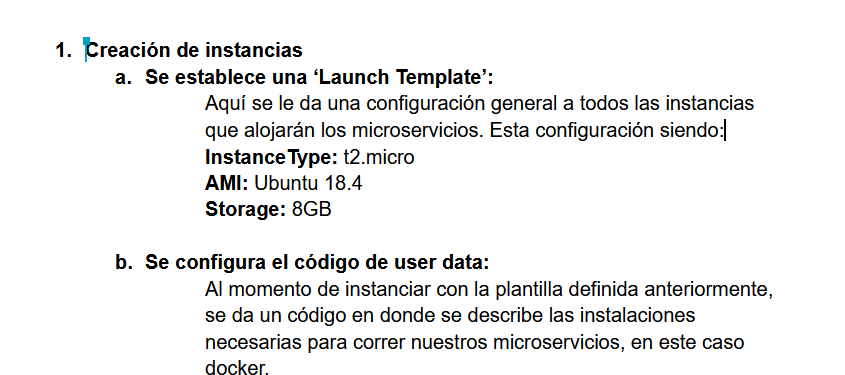 1. Creación de instancias
a. Se establece una ‘Launch Template’:
Aquí se le da una configuración general a todos las instancias
que alojarán los microservicios. Esta configuración siendo:
InstanceType: t2.micro
AMI: Ubuntu 18.4
Storage: 8GB
b. Se configura el código de user data:
Al momento de instanciar con la plantilla definida anteriormente,
se da un código en donde se describe las instalaciones
necesarias para correr nuestros microservicios, en este caso
docker.